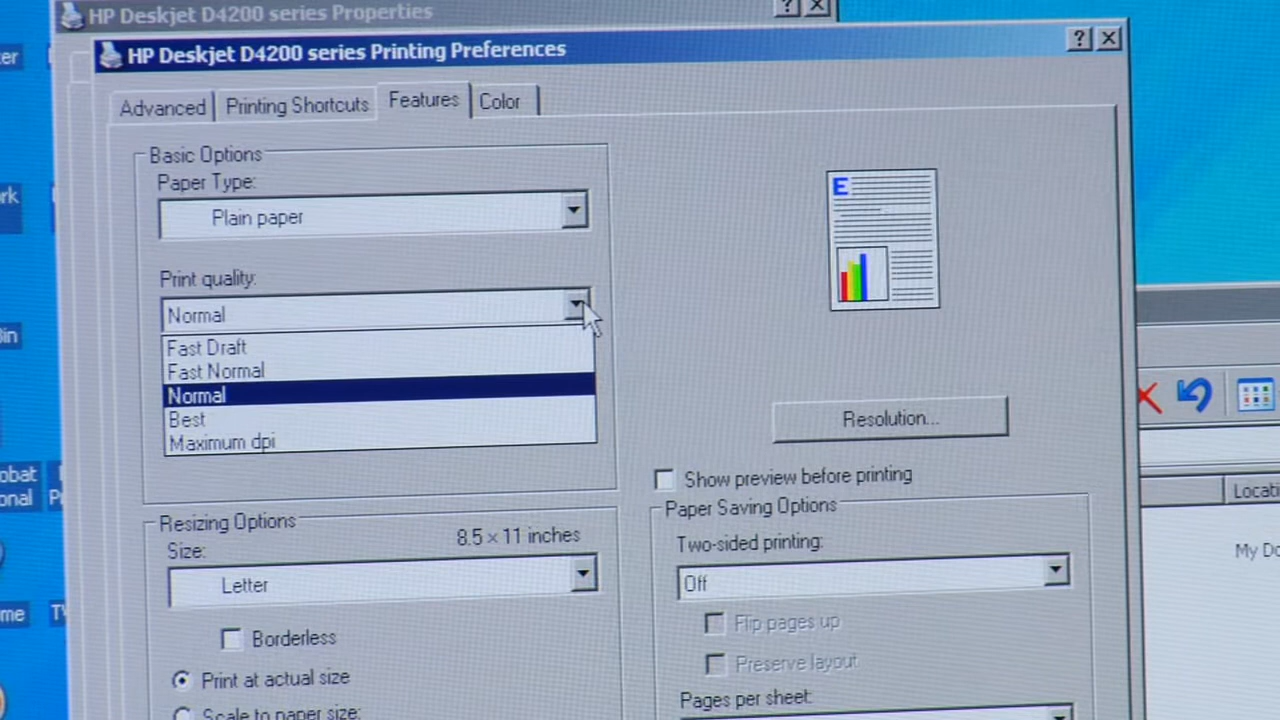 HP Deskjet D4200 series Properties
HP Deskjet D4200 series Printing Preferences
Advanced
Printing Shortcuts
Features
Color
Basic Options
Paper Type:
Plain paper
Print quality:
Normal
Fast Draft
Fast Normal
Normal
Best
Maximum dpi
E
Resolution...
Show preview before printing
Resizing Options
Size:
8.5 × 11 inches
Letter
Borderless
Print at actual size
Scale to paper size:
Paper Saving Options
Two-sided printing:
Off
Flip pages up
Preserve layout
Pages per sheet:
My Do